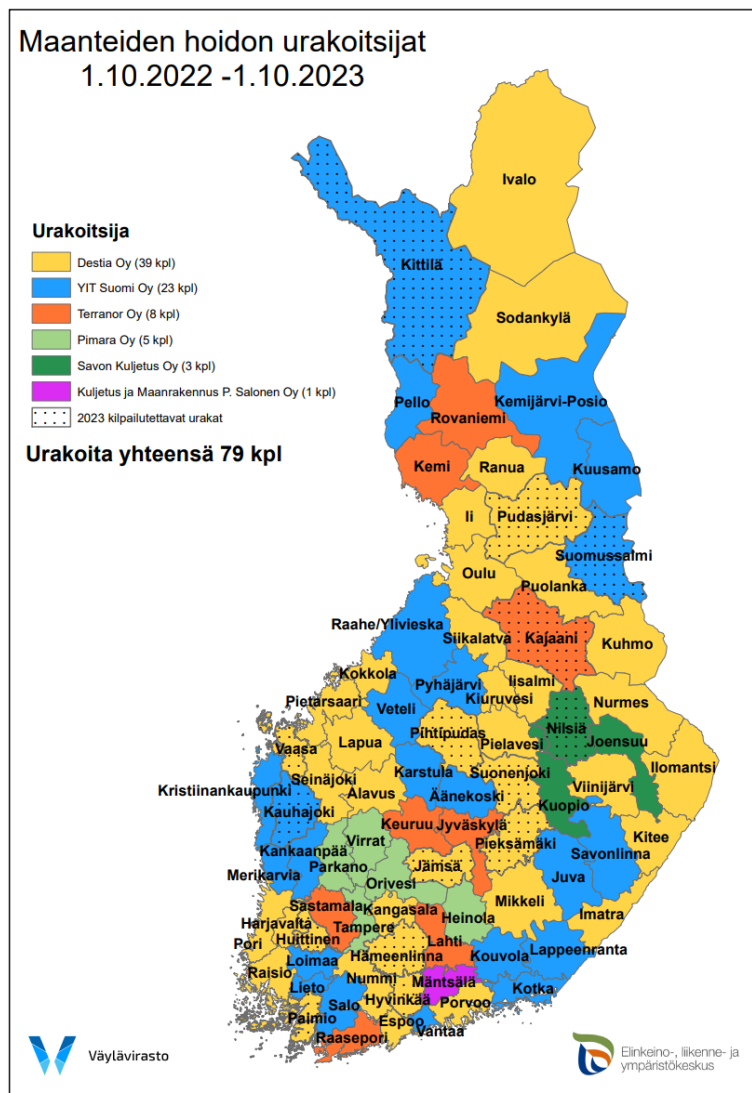 Maanteiden hoidon urakoitsijat
1.10.2022 -1.10.2023
Urakoitsija
Destia Oy (39 kpl)
YIT Suomi Oy (23 kpl)
Terranor Oy (8 kpl)
Pimara Oy (5 kpl)
Savon Kuljetus Oy (3 kpl)
Kuljetus ja Maanrakennus P. Salonen Oy (1 kpl)
2023 kilpailutettavat urakat
Urakoita yhteensä 79 kpl
Ivalo
Kittilä
Sodankylä
Pello
Kemijärvi-Posio
Rovaniemi
Kemi
Ranua
Kuusamo
Ii
Pudasjärvi
Suomussalmi
Oulu
Puolanka
Raahe/Ylivieska
Siikalatva
Kajaani
Kuhmo
Kokkola
Pyhäjärvi
Iisalmi
Kiuruvesi
Pietarsaari
Veteli
Nurmes
Nilsiä
Pihtipudas
Lapua
Pielavesi
Joensuu
Vaasa
Seinäjoki
Karstula
Suonenjoki
Ilomantsi
Kristiinankaupunki
Alavus
Äänekoski
Viinijärvi
Kuopio
Kauhajoki
Keuruu
Jyväskylä
Virrat
Pieksämäki
Kitee
Kankaanpää
Savonlinna
Parkano
Jämsä
Merikarvia
Orivesi
Juva
Mikkeli
Sastamala
Kangasala
Heinola
Imatra
Harjavalta
Tampere
Huittinen
Pori
Lahti
Lappeenranta
Loimaa
Hämeenlinna
Kouvola
Raisio
Nummi
Mäntsälä
Lieto
Kotka
Salo
Hyvinkää
Porvoo
Paimio
Espoo
Vantaa
Raasepori
Väylävirasto
Elinkeino-, liikenne- ja
ympäristökeskus